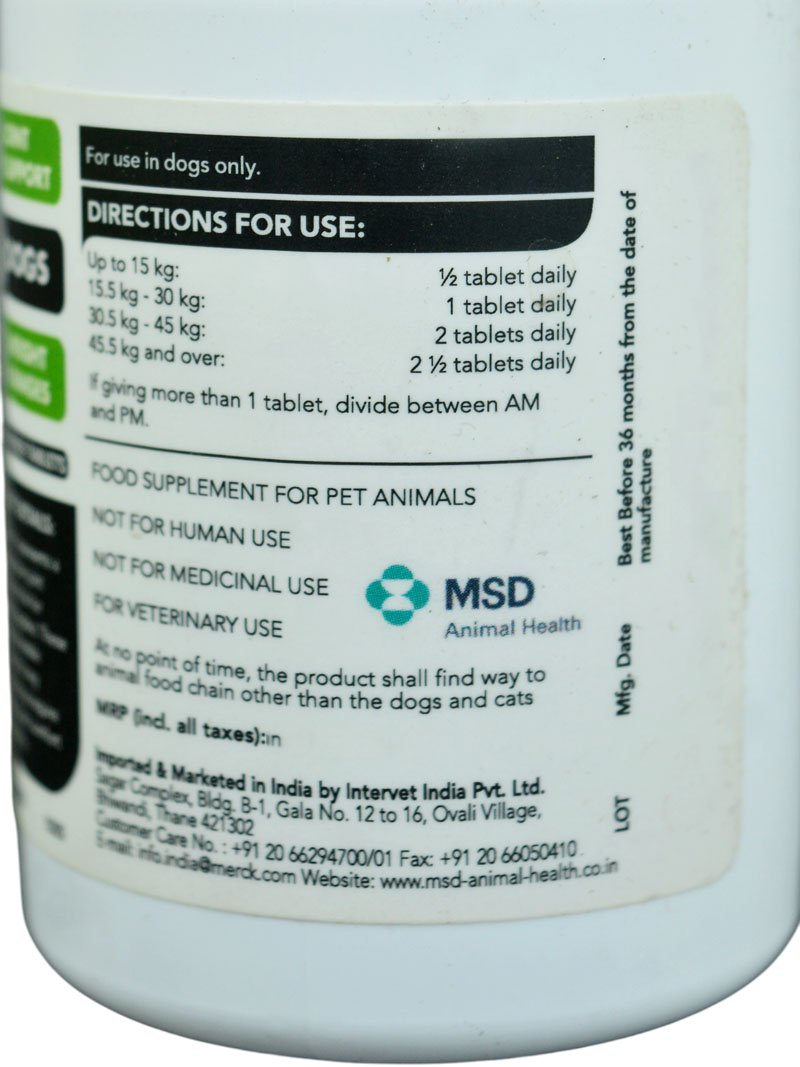 For use in dogs only.
DIRECTIONS FOR USE:
Up to 15 kg: ½ tablet daily
15.5 kg - 30 kg: 1 tablet daily
30.5 kg - 45 kg: 2 tablets daily
45.5 kg and over: 2 ½ tablets daily
If giving more than 1 tablet, divide between AM
and PM.
FOOD SUPPLEMENT FOR PET ANIMALS
NOT FOR HUMAN USE
NOT FOR MEDICINAL USE
FOR VETERINARY USE
MSD
Animal Health
At no point of time, the product shall find way to
animal food chain other than the dogs and cats
MRP (incl. all taxes):in
Imported & Marketed in India by Intervet India Pvt. Ltd.
Sagar Complex, Bldg. B-1, Gala No. 12 to 16, Ovali Village,
Bhiwandi, Thane 421302
Customer Care No. : +91 20 66294700/01 Fax: +91 20 66050410
E-mail: info.india@merck.com Website: www.msd-animal-health.co.in
Best Before 36 months from the date of
manufacture
Mfg. Date
LOT
SUPPORT
DOGS